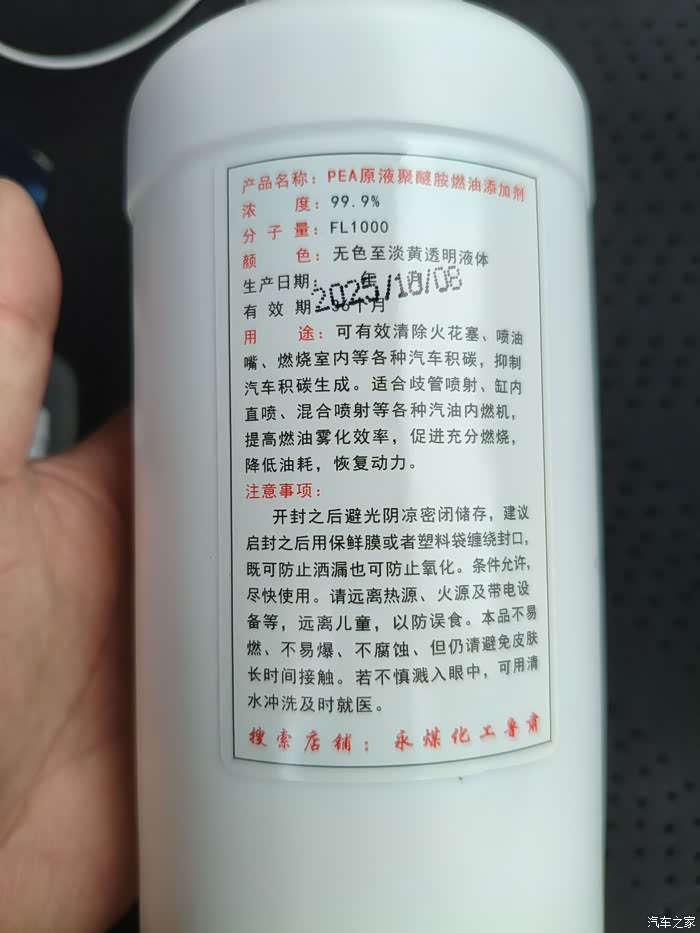 产品名称：PEA原液聚醚胺燃油添加剂
浓 度：99.9%
分 子 量：FL1000
颜 色：无色至淡黄透明液体
生产日期： 年 2025/10/08
有 效 期： 个月
用 途：可有效清除火花塞、喷油
嘴、燃烧室内等各种汽车积碳，抑制
汽车积碳生成。适合歧管喷射、缸内
直喷、混合喷射等各种汽油内燃机，
提高燃油雾化效率，促进充分燃烧，
降低油耗，恢复动力。
注意事项：
开封之后避光阴凉密闭储存，建议
启封之后用保鲜膜或者塑料袋缠绕封口，
既可防止洒漏也可防止氧化。条件允许，
尽快使用。请远离热源、火源及带电设
备等，远离儿童，以防误食。本品不易
燃、不易爆、不腐蚀、但仍请避免皮肤
长时间接触。若不慎溅入眼中，可用清
水冲洗及时就医。
搜索店铺：永煤化工鲁肃
汽车之家